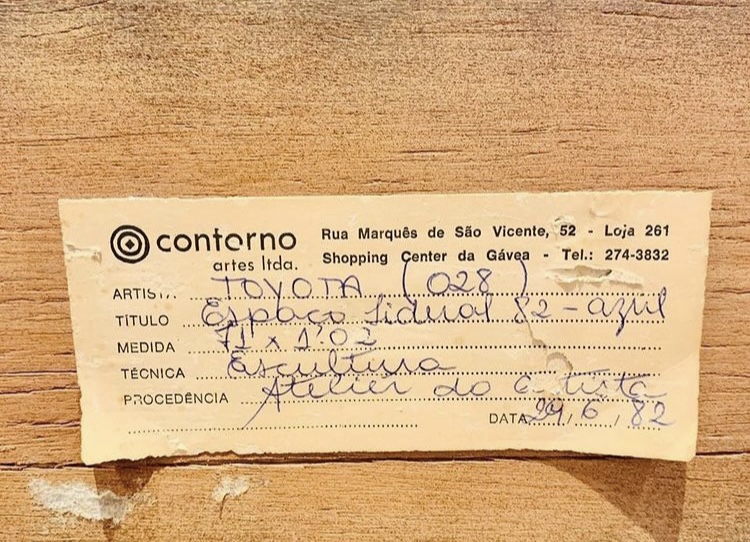 contorno
artes ltda.
Rua Marquês de São Vicente, 52 - Loja 261
Shopping Center da Gávea - Tel.: 274-3832
ARTISTA TOYOTA (028)
TÍTULO Espaço Sideral 82 - azul
MEDIDA 71 x 1.02
TÉCNICA Escultura
PROCEDÊNCIA Atelier do artista
DATA 29/6/82